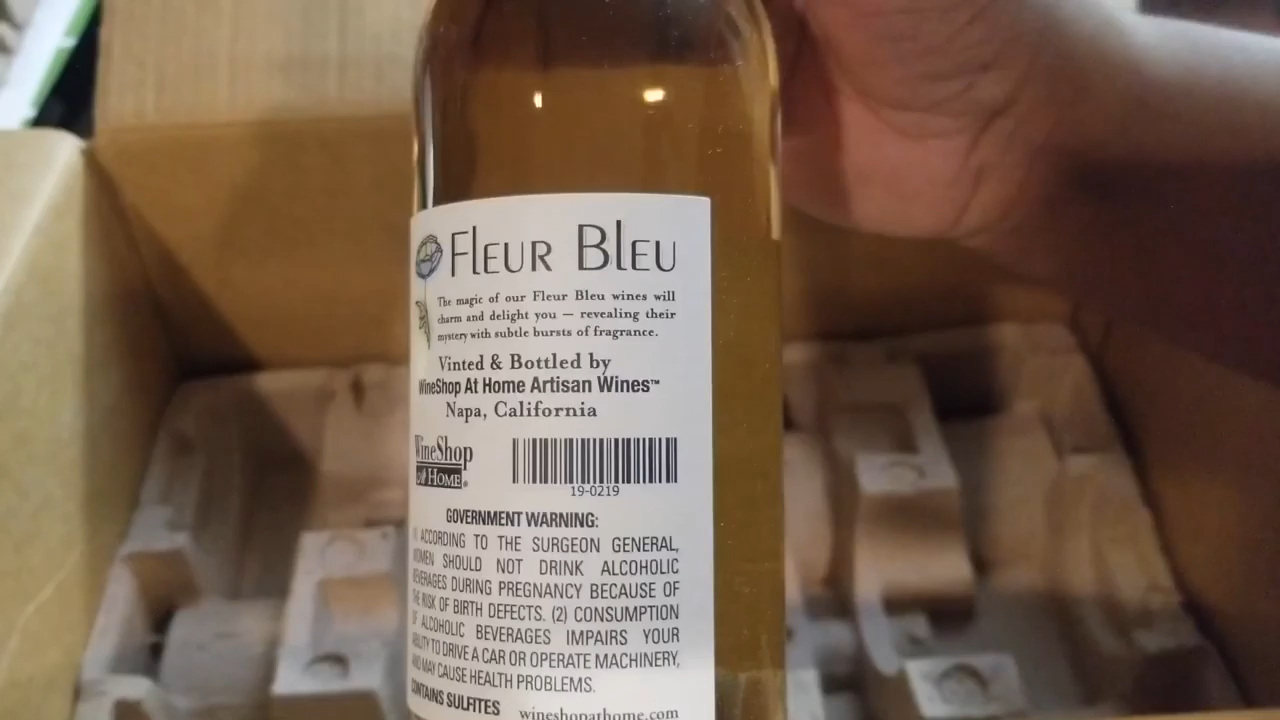 FLEUR BLEU
The magic of our Fleur Bleu wines will
charm and delight you — revealing their
mystery with subtle bursts of fragrance.
Vinted & Bottled by
WineShop At Home Artisan Wines™
Napa, California
WineShop
At HOME®
19-0219
GOVERNMENT WARNING:
ACCORDING TO THE SURGEON GENERAL,
WOMEN SHOULD NOT DRINK ALCOHOLIC
BEVERAGES DURING PREGNANCY BECAUSE OF
THE RISK OF BIRTH DEFECTS. (2) CONSUMPTION
OF ALCOHOLIC BEVERAGES IMPAIRS YOUR
ABILITY TO DRIVE A CAR OR OPERATE MACHINERY,
AND MAY CAUSE HEALTH PROBLEMS.
CONTAINS SULFITES
wineshopathome.com